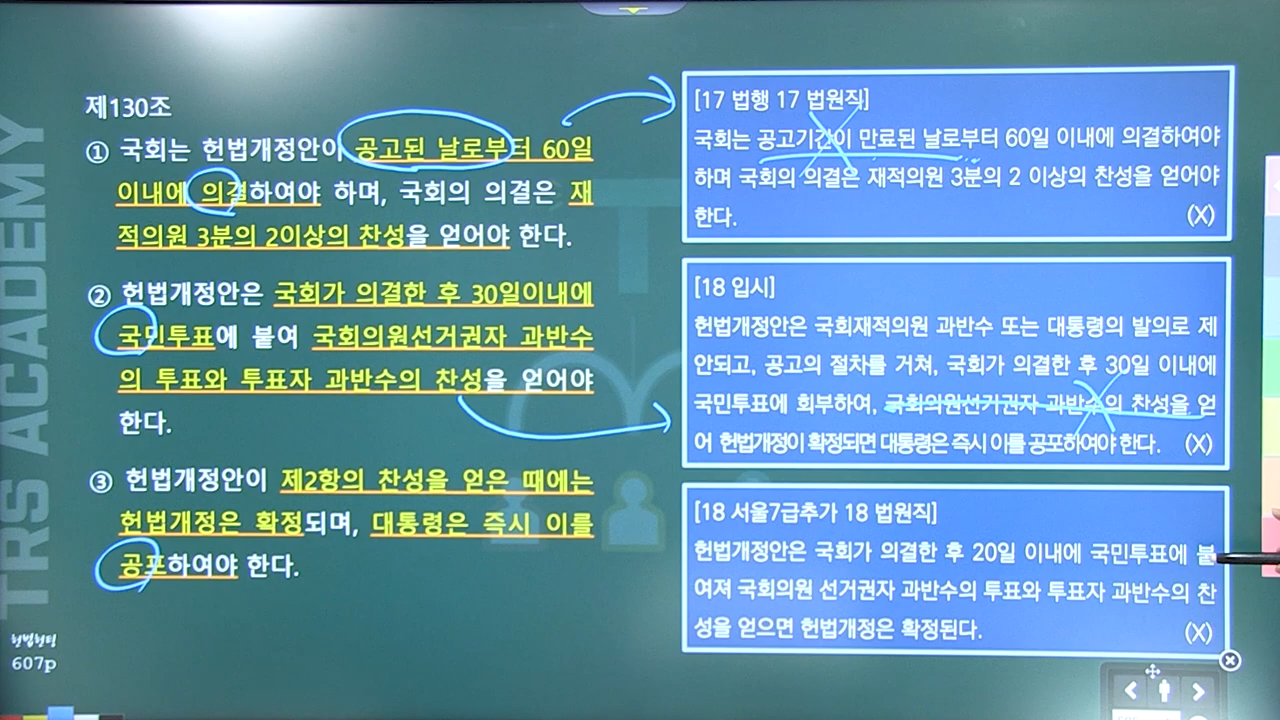 제130조
① 국회는 헌법개정안이 공고된 날로부터 60일
이내에 의결하여야 하며, 국회의 의결은 재
적의원 3분의 2이상의 찬성을 얻어야 한다.
② 헌법개정안은 국회가 의결한 후 30일이내에
국민투표에 붙여 국회의원선거권자 과반수
의 투표와 투표자 과반수의 찬성을 얻어야
한다.
③ 헌법개정안이 제2항의 찬성을 얻은 때에는
헌법개정은 확정되며, 대통령은 즉시 이를
공포하여야 한다.
[17 법행 17 법원직]
국회는 공고기간이 만료된 날로부터 60일 이내에 의결하여야
하며 국회의 의결은 재적의원 3분의 2 이상의 찬성을 얻어야
한다. (X)
[18 입시]
헌법개정안은 국회재적의원 과반수 또는 대통령의 발의로 제
안되고, 공고의 절차를 거쳐, 국회가 의결한 후 30일 이내에
국민투표에 회부하여, 국회의원선거권자 과반수의 찬성을 얻
어 헌법개정이 확정되면 대통령은 즉시 이를 공포하여야 한다. (X)
[18 서울7급추가 18 법원직]
헌법개정안은 국회가 의결한 후 20일 이내에 국민투표에 붙
여져 국회의원 선거권자 과반수의 투표와 투표자 과반수의 찬
성을 얻으면 헌법개정은 확정된다. (X)
TRS ACADEMY
607p